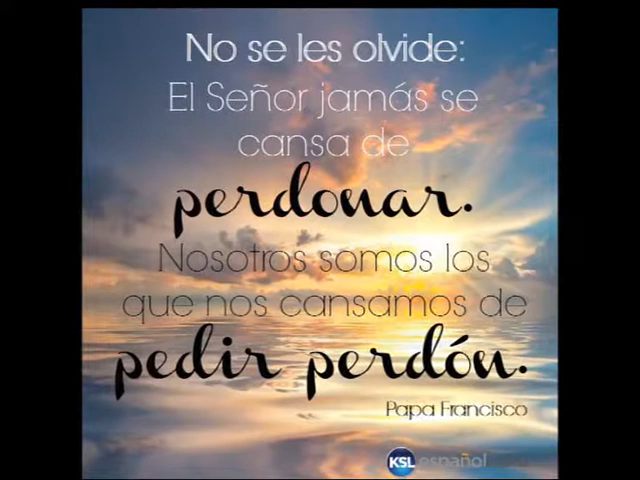 No se les olvide:
El Señor jamás se
cansa de
perdonar.
Nosotros somos los
que nos cansamos de
pedir perdón.
Papa Francisco
KSL español